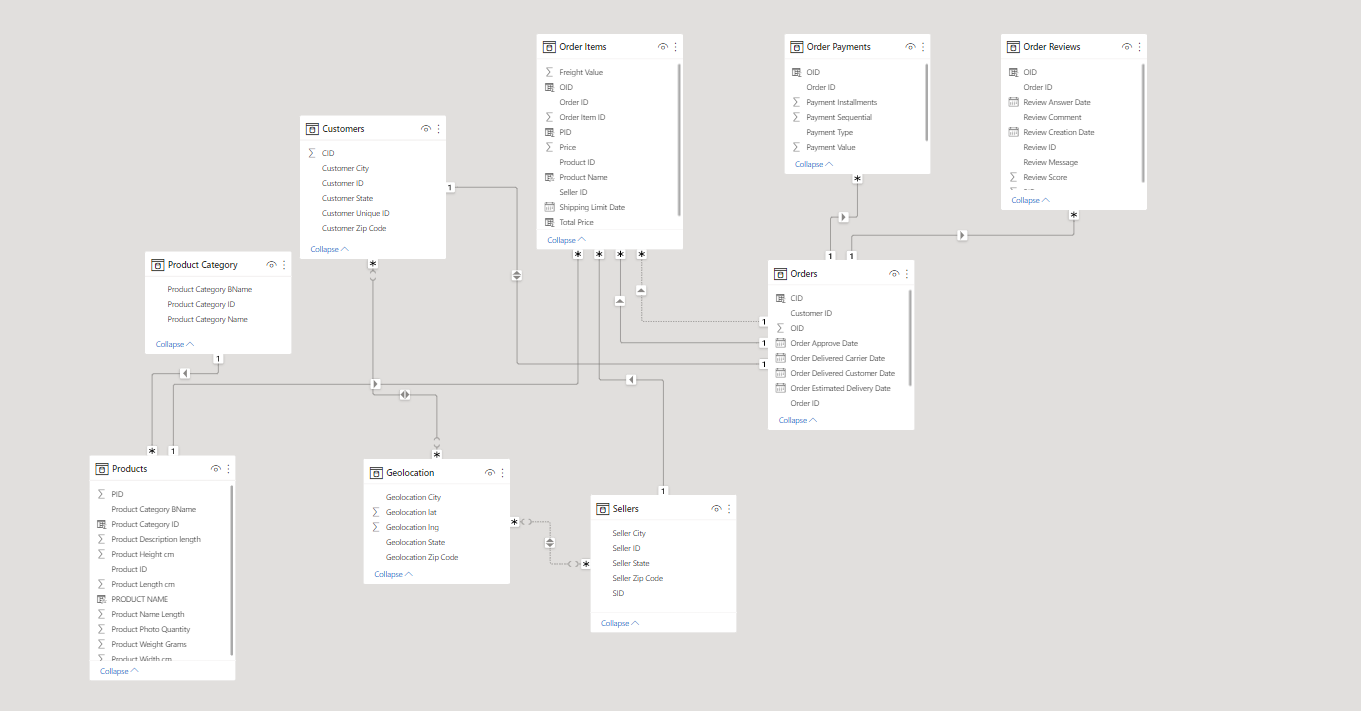 Order Items
Freight Value
OID
Order ID
Order Item ID
PID
Price
Product ID
Product Name
Seller ID
Shipping Limit Date
Total Price
Collapse
Order Payments
OID
Order ID
Payment Installments
Payment Sequential
Payment Type
Payment Value
Collapse
Order Reviews
OID
Order ID
Review Answer Date
Review Comment
Review Creation Date
Review ID
Review Message
Review Score
Collapse
Customers
CID
Customer City
Customer ID
Customer State
Customer Unique ID
Customer Zip Code
Collapse
Product Category
Product Category BName
Product Category ID
Product Category Name
Collapse
Orders
CID
Customer ID
OID
Order Approve Date
Order Delivered Carrier Date
Order Delivered Customer Date
Order Estimated Delivery Date
Order ID
Collapse
Products
PID
Product Category BName
Product Category ID
Product Description length
Product Height cm
Product ID
Product Length cm
PRODUCT NAME
Product Name Length
Product Photo Quantity
Product Weight Grams
Product Width cm
Collapse
Geolocation
Geolocation City
Geolocation lat
Geolocation lng
Geolocation State
Geolocation Zip Code
Collapse
Sellers
Seller City
Seller ID
Seller State
Seller Zip Code
SID
Collapse
1
*
*
*
*
*
*
1
1
*
1
1
1
1
*
1
*
*
*
1